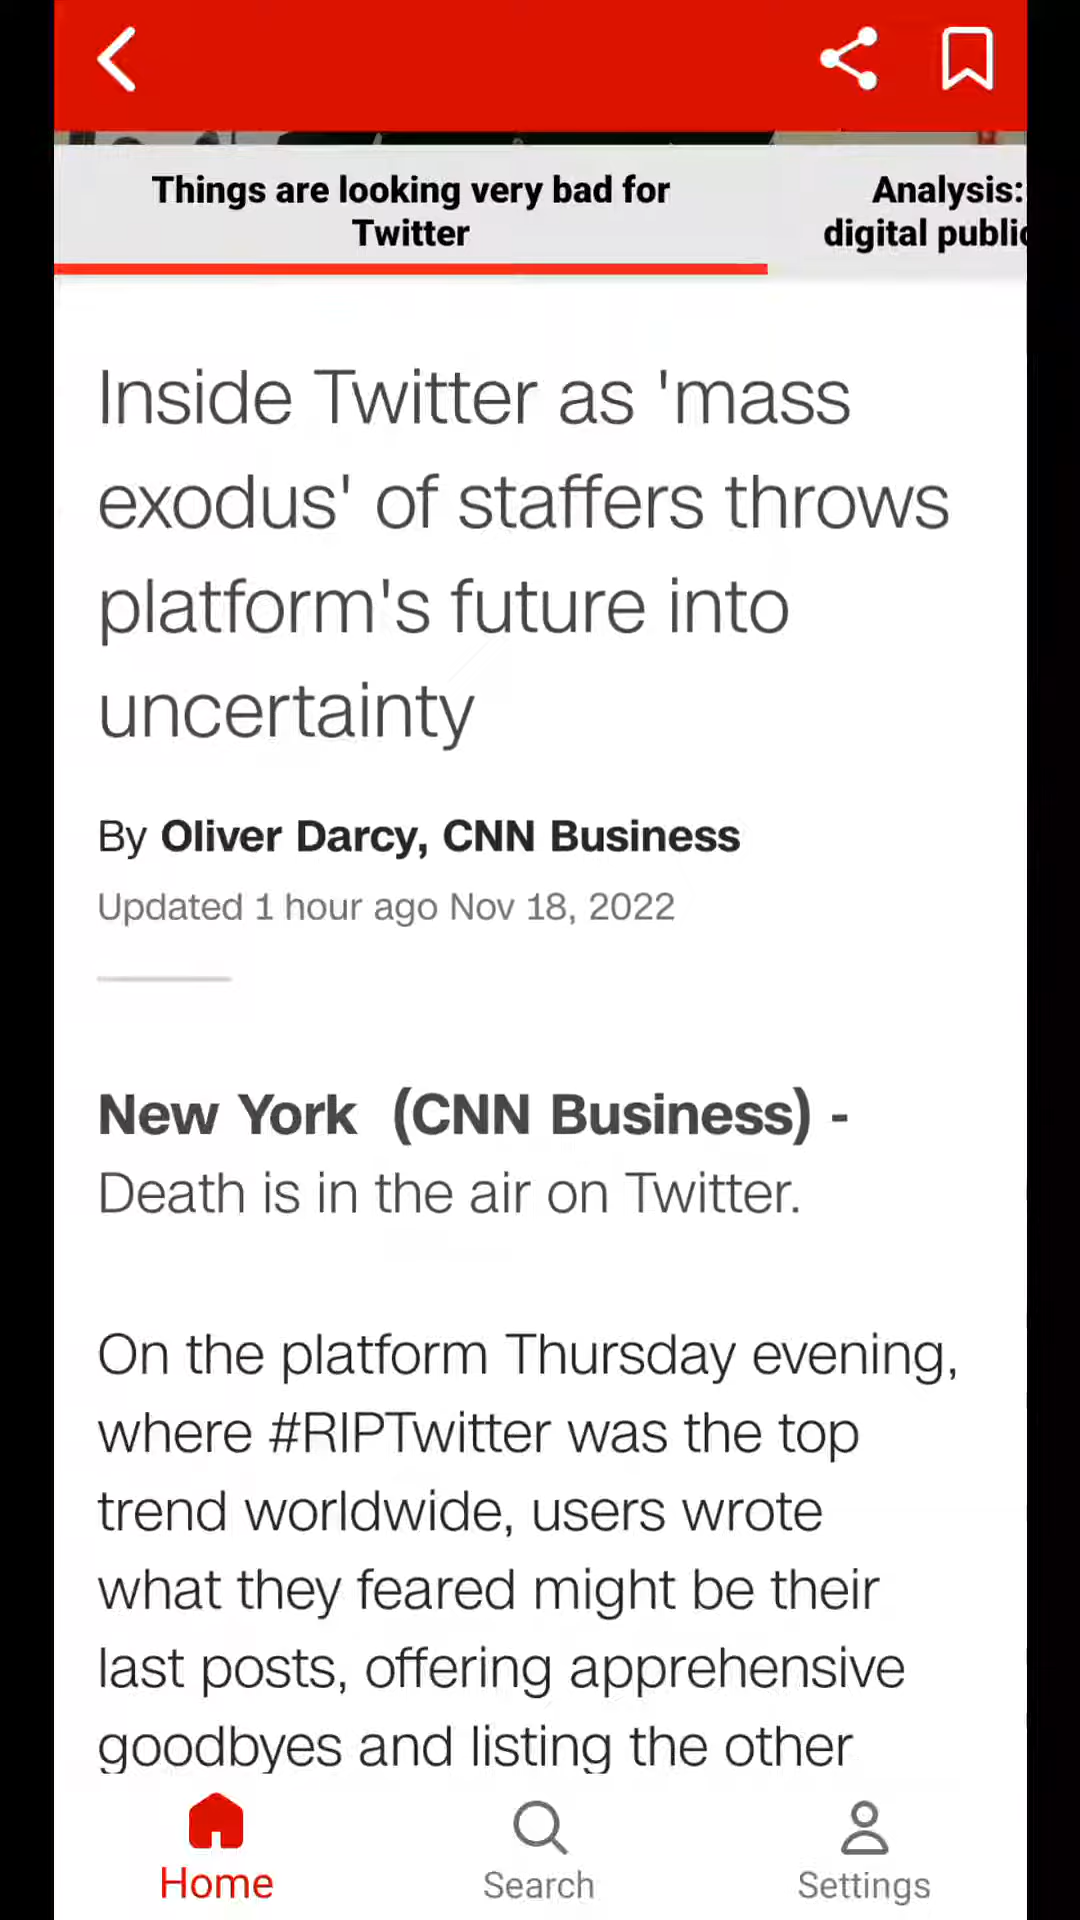 Things are looking very bad for
Twitter
Analysis:
digital public
Inside Twitter as 'mass
exodus' of staffers throws
platform's future into
uncertainty
By Oliver Darcy, CNN Business
Updated 1 hour ago Nov 18, 2022
New York (CNN Business) -
Death is in the air on Twitter.
On the platform Thursday evening,
where #RIPTwitter was the top
trend worldwide, users wrote
what they feared might be their
last posts, offering apprehensive
goodbyes and listing the other
Home
Search
Settings